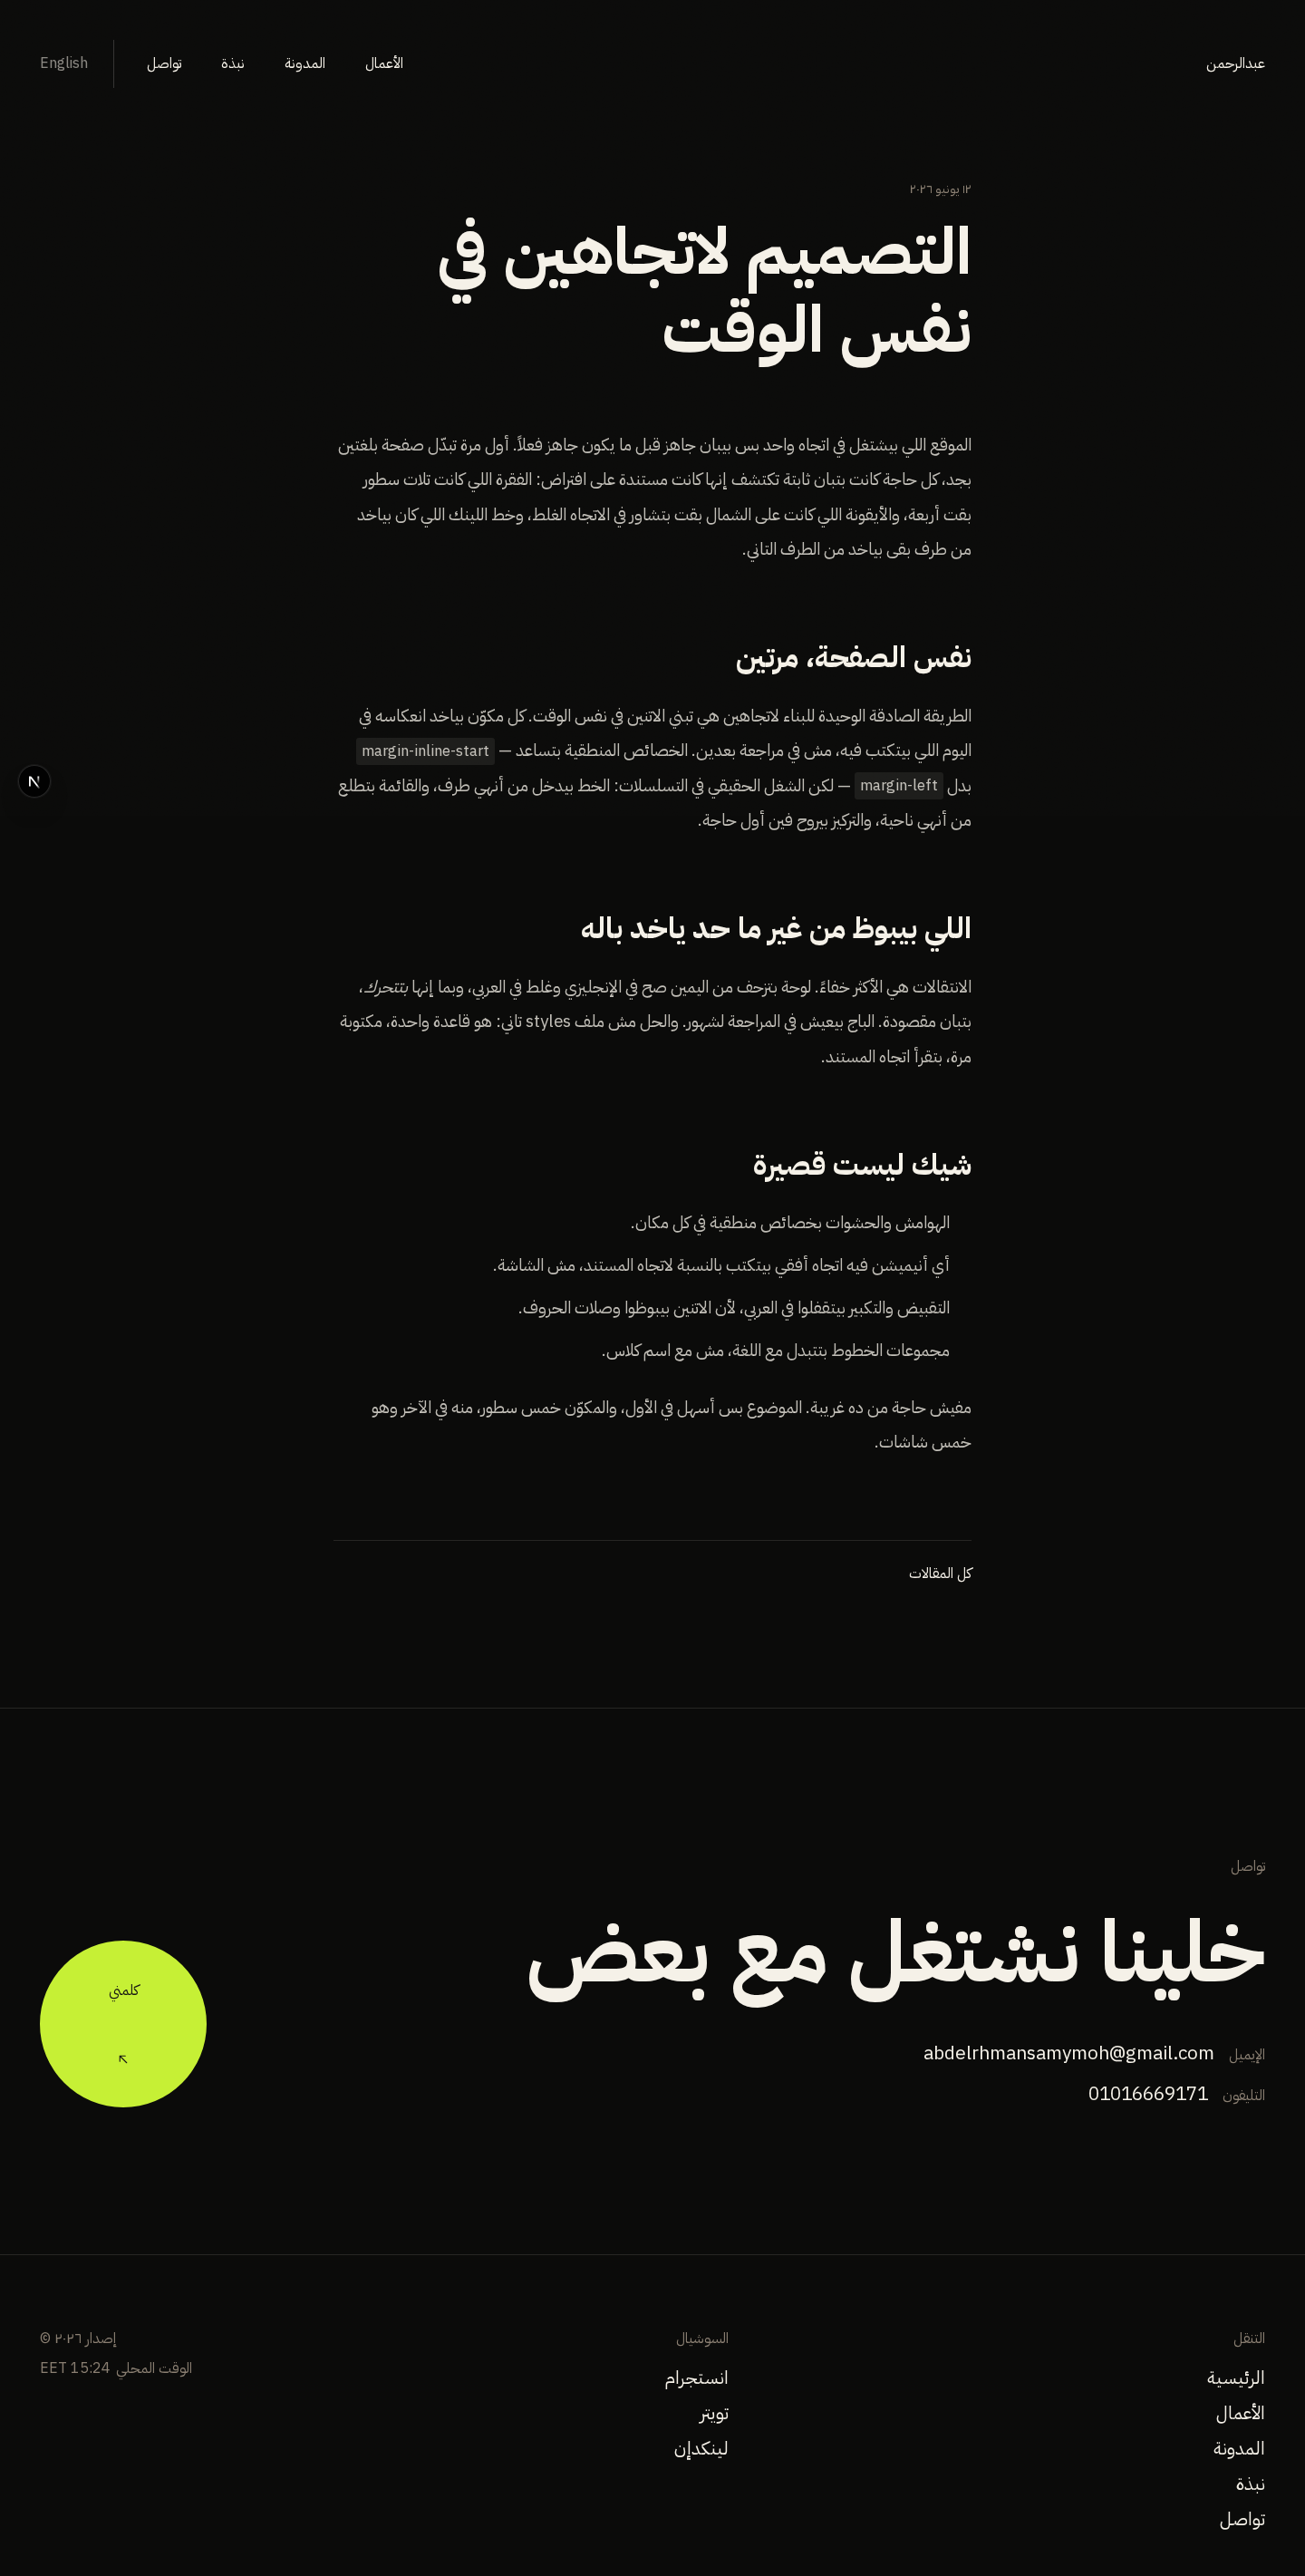 عبدالرحمن
الأعمال
المدونة
نبذة
تواصل
English
١٢ يونيو ٢٠٢٦
التصميم لاتجاهين في
نفس الوقت
الموقع اللي بيشتغل في اتجاه واحد بس بيبان جاهز قبل ما يكون جاهز فعلاً. أول مرة تبدّل صفحة بلغتين
بجد، كل حاجة كانت بتبان ثابتة تكتشف إنها كانت مستندة على افتراض: الفقرة اللي كانت تلات سطور
بقت أربعة، والأيقونة اللي كانت على الشمال بقت بتشاور في الاتجاه الغلط، وخط اللينك اللي كان بياخد
من طرف بقى بياخد من الطرف التاني.
نفس الصفحة، مرتين
الطريقة الصادقة الوحيدة للبناء لاتجاهين هي تبني الاتنين في نفس الوقت. كل مكوّن بياخد انعكاسه في
اليوم اللي بيتكتب فيه، مش في مراجعة بعدين. الخصائص المنطقية بتساعد — margin-inline-start
بدل margin-left — لكن الشغل الحقيقي في التسلسلات: الخط بيدخل من أنهي طرف، والقائمة بتطلع
من أنهي ناحية، والتركيز بيروح فين أول حاجة.
اللي بيبوظ من غير ما حد ياخد باله
الانتقالات هي الأكثر خفاءً. لوحة بتزحف من اليمين صح في الإنجليزي وغلط في العربي، وبما إنها بتتحرك،
بتبان مقصودة. الباج بيعيش في المراجعة لشهور. والحل مش ملف styles تاني: هو قاعدة واحدة، مكتوبة
مرة، بتقرأ اتجاه المستند.
شيك ليست قصيرة
الهوامش والحشوات بخصائص منطقية في كل مكان.
أي أنيميشن فيه اتجاه أفقي بيتكتب بالنسبة لاتجاه المستند، مش الشاشة.
التقبيض والتكبير بيتقفلوا في العربي، لأن الاتنين بيبوظوا وصلات الحروف.
مجموعات الخطوط بتتبدل مع اللغة، مش مع اسم كلاس.
مفيش حاجة من ده غريبة. الموضوع بس أسهل في الأول، والمكوّن خمس سطور، منه في الآخر وهو
خمس شاشات.
كل المقالات
تواصل
خلينا نشتغل مع بعض
كلمني
الإيميل abdelrhmansamymoh@gmail.com
التليفون 01016669171
التنقل
الرئيسية
الأعمال
المدونة
نبذة
تواصل
السوشيال
انستجرام
تويتر
لينكدإن
إصدار ٢٠٢٦ ©
الوقت المحلي 15:24 EET